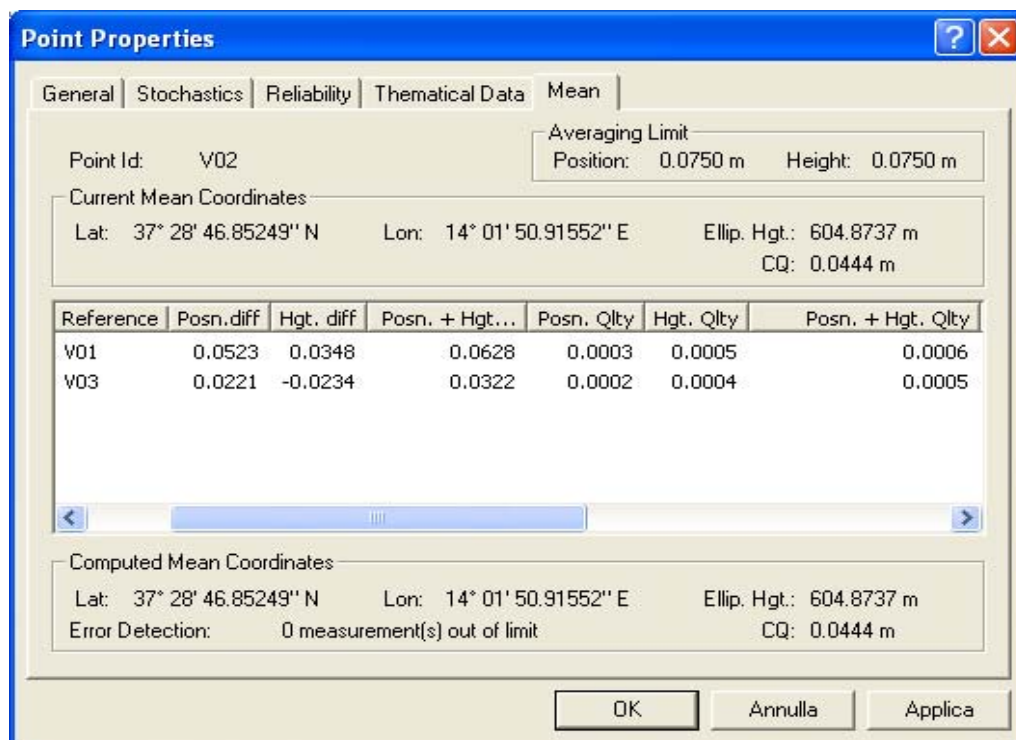 Point Properties
General Stochastics Reliability Thematical Data Mean
Averaging Limit
Point Id: V02 Position: 0.0750 m Height: 0.0750 m
Current Mean Coordinates
Lat: 37° 28' 46.85249'' N Lon: 14° 01' 50.91552'' E Ellip. Hgt.: 604.8737 m
CQ: 0.0444 m
Reference Posn.diff Hgt. diff Posn. + Hgt... Posn. Qlty Hgt. Qlty Posn. + Hgt. Qlty
V01 0.0523 0.0348 0.0628 0.0003 0.0005 0.0006
V03 0.0221 -0.0234 0.0322 0.0002 0.0004 0.0005
Computed Mean Coordinates
Lat: 37° 28' 46.85249'' N Lon: 14° 01' 50.91552'' E Ellip. Hgt.: 604.8737 m
Error Detection: 0 measurement(s) out of limit CQ: 0.0444 m
OK Annulla Applica